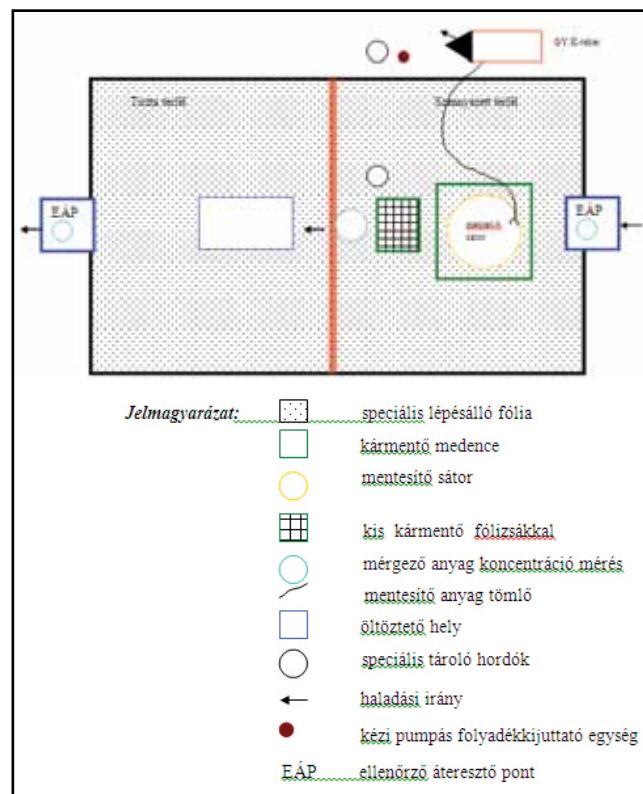 Tiszta terület
Szennyezett terület
EÁP
EÁP
sátor
Jelmagyarázat:
speciális lépésálló fólia
kármentő medence
mentesítő sátor
kis kármentő fólizsákkal
mérgező anyag koncentráció mérés
mentesítő anyag tömlő
öltöztető hely
speciális tároló hordók
haladási irány
kézi pumpás folyadékkijuttató egység
EÁP ellenőrző áteresztő pont